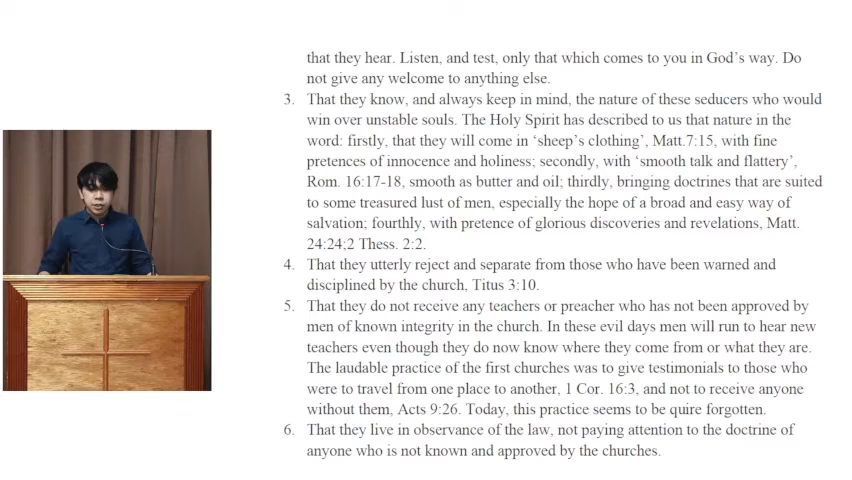 that they hear. Listen, and test, only that which comes to you in God's way. Do
not give any welcome to anything else.
3. That they know, and always keep in mind, the nature of these seducers who would
win over unstable souls. The Holy Spirit has described to us that nature in the
word: firstly, that they will come in ‘sheep's clothing’, Matt.7:15, with fine
pretences of innocence and holiness; secondly, with ‘smooth talk and flattery’,
Rom. 16:17-18, smooth as butter and oil; thirdly, bringing doctrines that are suited
to some treasured lust of men, especially the hope of a broad and easy way of
salvation; fourthly, with pretence of glorious discoveries and revelations, Matt.
24:24;2 Thess. 2:2.
4. That they utterly reject and separate from those who have been warned and
disciplined by the church, Titus 3:10.
5. That they do not receive any teachers or preacher who has not been approved by
men of known integrity in the church. In these evil days men will run to hear new
teachers even though they do now know where they come from or what they are.
The laudable practice of the first churches was to give testimonials to those who
were to travel from one place to another, 1 Cor. 16:3, and not to receive anyone
without them, Acts 9:26. Today, this practice seems to be quire forgotten.
6. That they live in observance of the law, not paying attention to the doctrine of
anyone who is not known and approved by the churches.